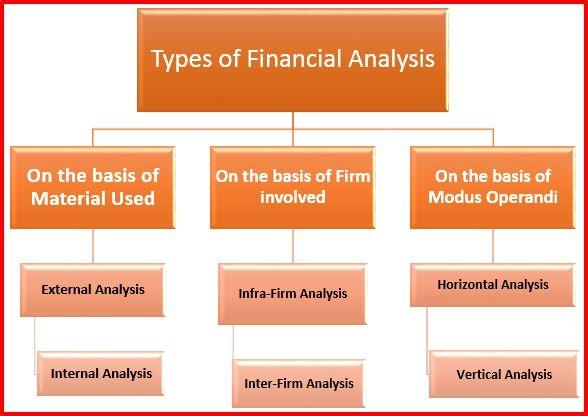 Types of Financial Analysis
On the basis of
Material Used
On the basis of Firm
involved
On the basis of
Modus Operandi
External Analysis
Infra-Firm Analysis
Horizontal Analysis
Internal Analysis
Inter-Firm Analysis
Vertical Analysis